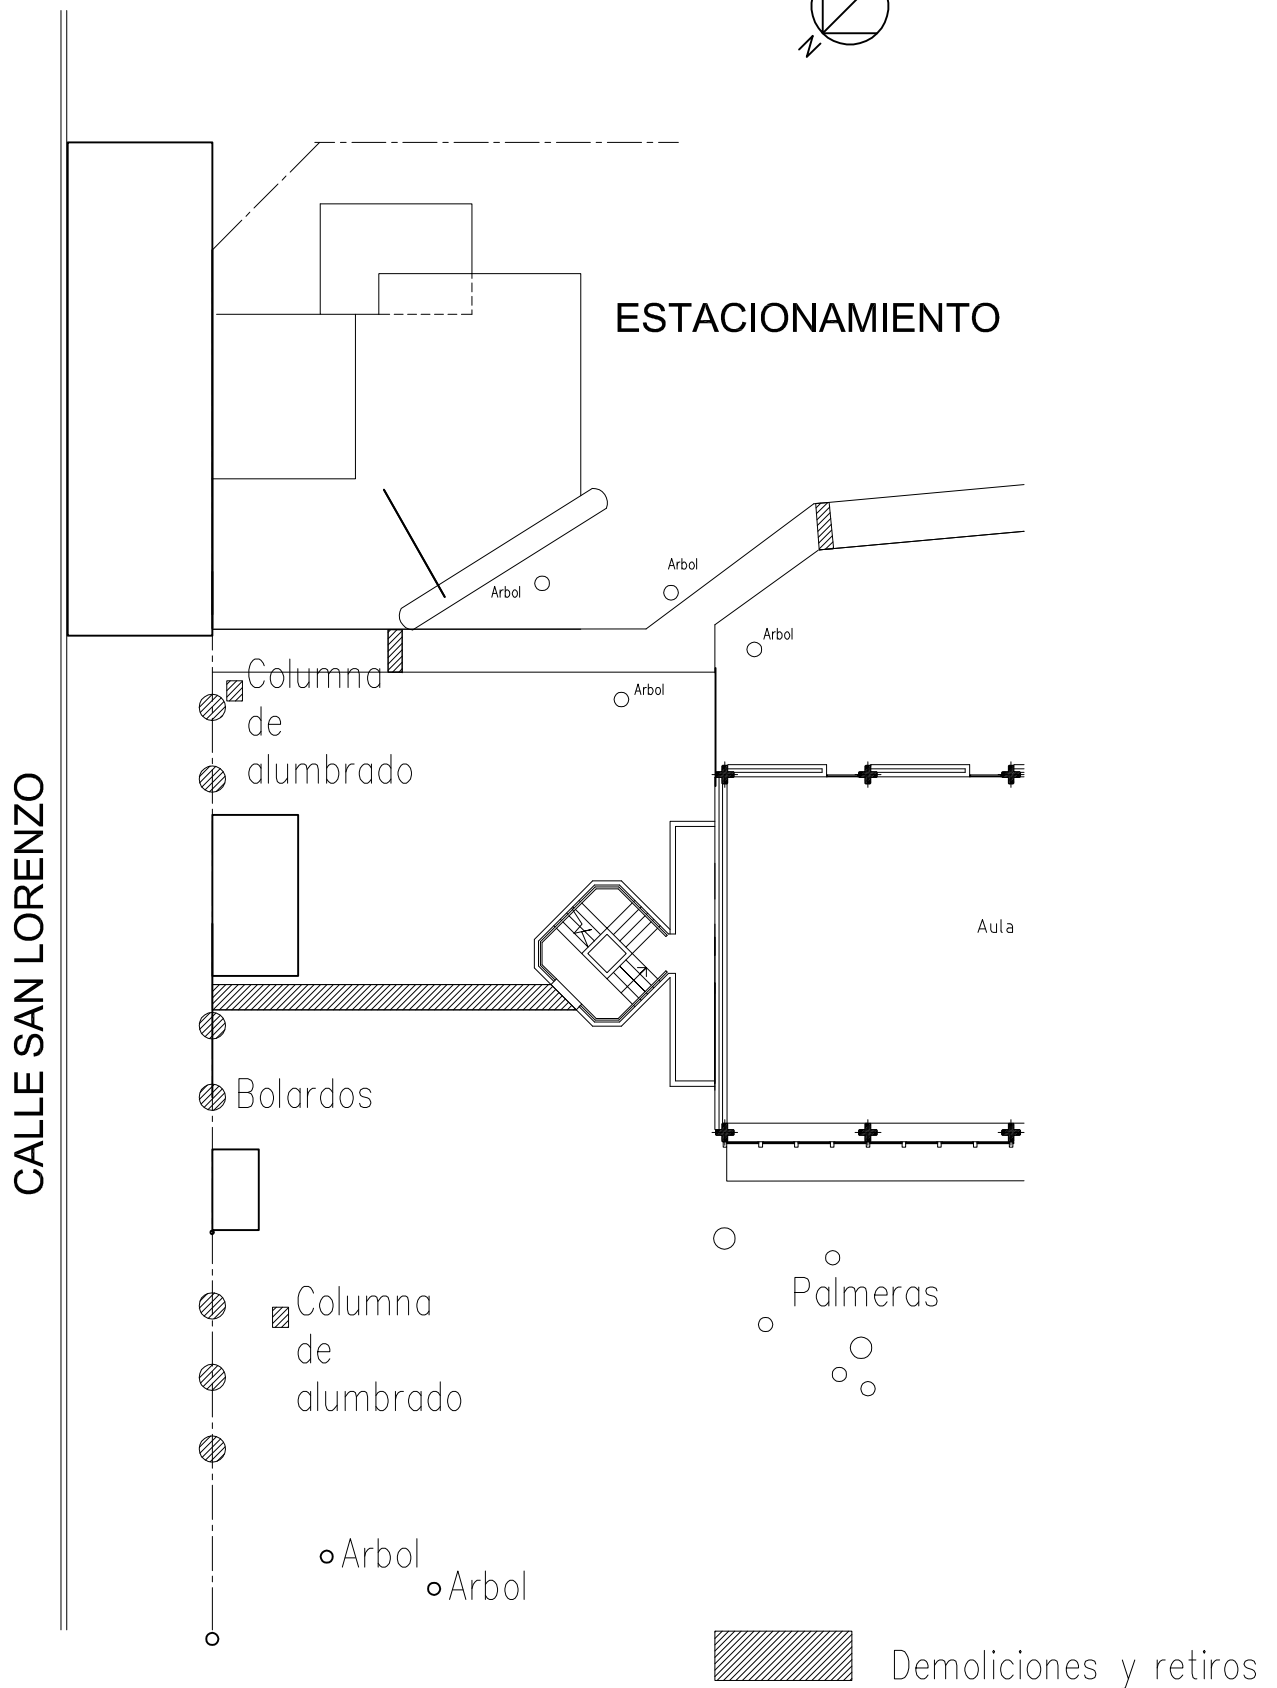 N
ESTACIONAMIENTO
Arbol
Arbol
Arbol
Columna
de
alumbrado
Arbol
CALLE SAN LORENZO
Aula
Bolardos
Columna
de
alumbrado
Palmeras
Arbol
Arbol
Demoliciones y retiros